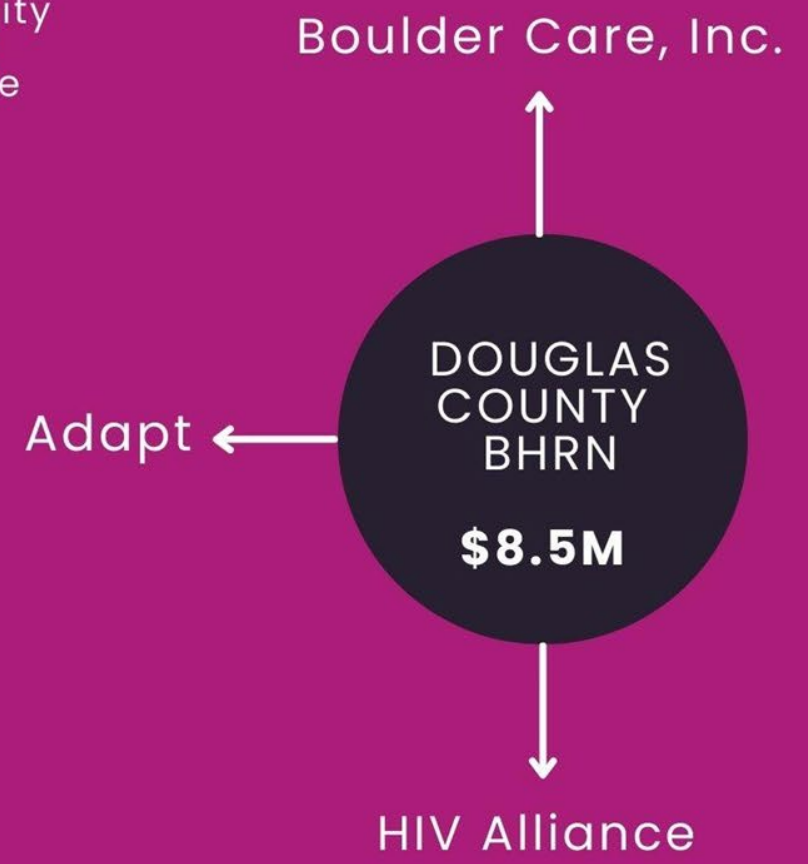 Boulder Care, Inc.
DOUGLAS
COUNTY
BHRN
Adapt
$8.5M
HIV Alliance